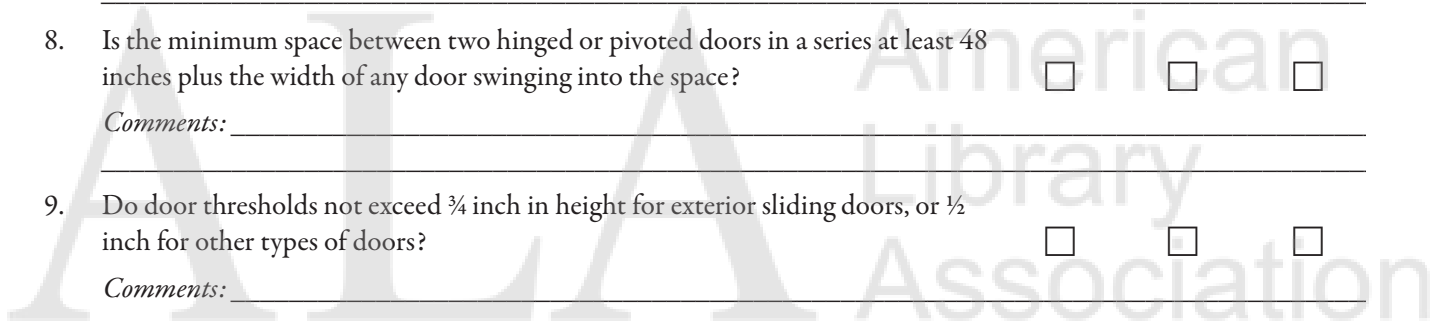 8. Is the minimum space between two hinged or pivoted doors in a series at least 48
inches plus the width of any door swinging into the space?
Comments:
9. Do door thresholds not exceed ¾ inch in height for exterior sliding doors, or ½
inch for other types of doors?
Comments:
ALA American
Library
Association